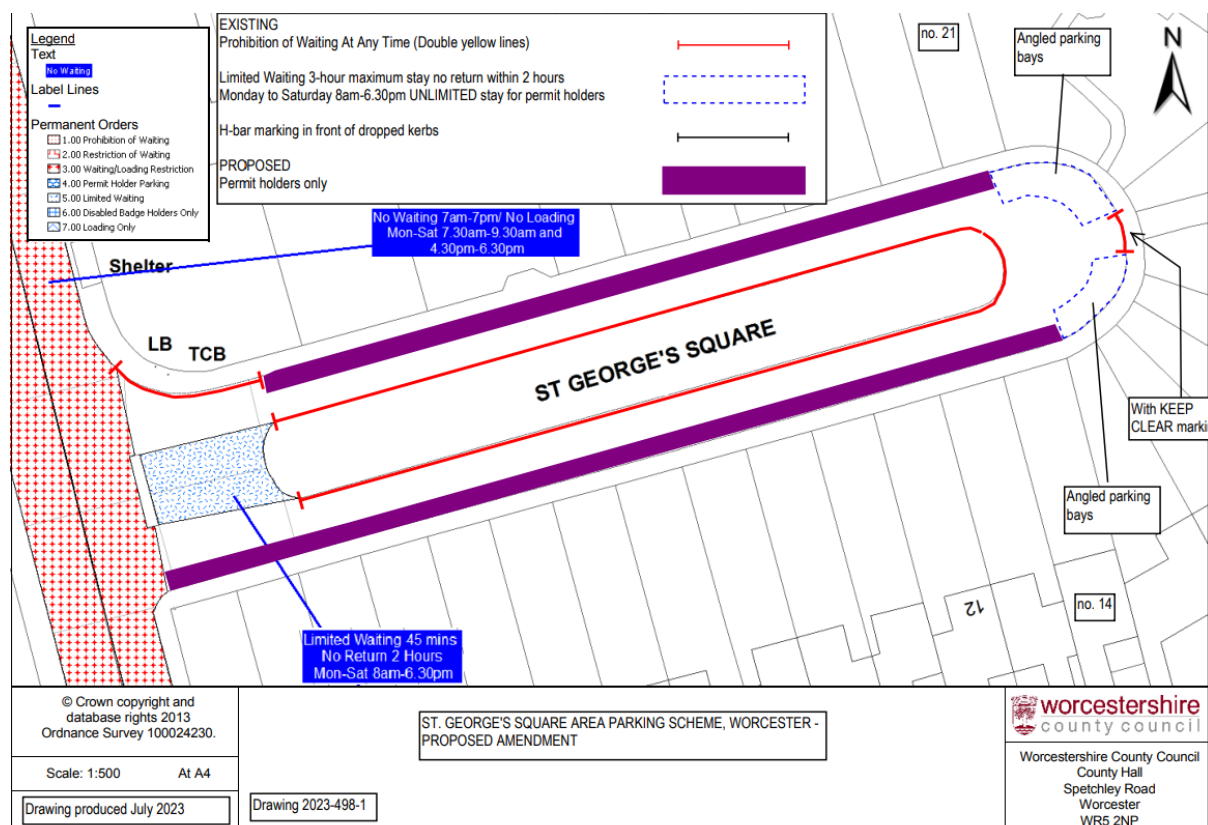 Legend
Text
No Waiting
Label Lines
Permanent Orders
1.00 Prohibition of Waiting
2.00 Restriction of Waiting
3.00 Waiting/Loading Restriction
4.00 Permit Holder Parking
5.00 Limited Waiting
6.00 Disabled Badge Holders Only
7.00 Loading Only
EXISTING
Prohibition of Waiting At Any Time (Double yellow lines)
Limited Waiting 3-hour maximum stay no return within 2 hours
Monday to Saturday 8am-6.30pm UNLIMITED stay for permit holders
H-bar marking in front of dropped kerbs
PROPOSED
Permit holders only
no. 21
Angled parking
bays
N
No Waiting 7am-7pm/ No Loading
Mon-Sat 7.30am-9.30am and
4.30pm-6.30pm
Shelter
LB
TCB
ST GEORGE'S SQUARE
With KEEP
CLEAR marki
Angled parking
bays
12
no. 14
Limited Waiting 45 mins
No Return 2 Hours
Mon-Sat 8am-6.30pm
© Crown copyright and
database rights 2013
Ordnance Survey 100024230.
Scale: 1:500 At A4
Drawing produced July 2023
ST. GEORGE'S SQUARE AREA PARKING SCHEME, WORCESTER -
PROPOSED AMENDMENT
Drawing 2023-498-1
worcestershire
county council
Worcestershire County Council
County Hall
Spetchley Road
Worcester
WR5 2NP